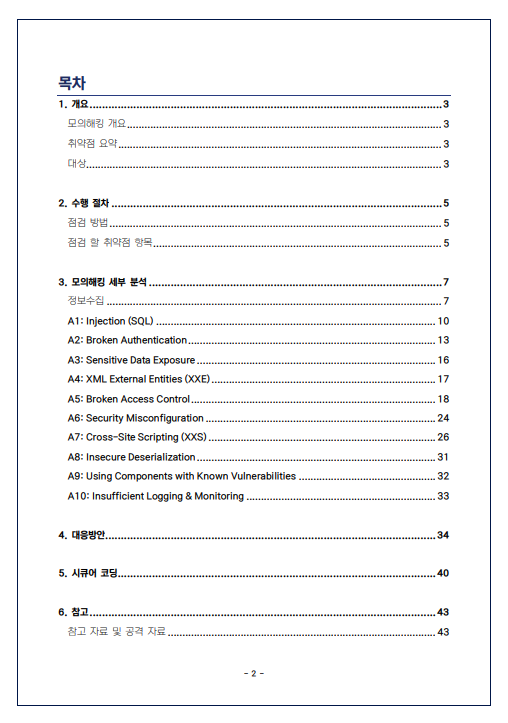 목차
1. 개요 3
모의해킹 개요 3
취약점 요약 3
대상 3
2. 수행 절차 5
점검 방법 5
점검 할 취약점 항목 5
3. 모의해킹 세부 분석 7
정보수집 7
A1: Injection (SQL) 10
A2: Broken Authentication 13
A3: Sensitive Data Exposure 16
A4: XML External Entities (XXE) 17
A5: Broken Access Control 18
A6: Security Misconfiguration 24
A7: Cross-Site Scripting (XXS) 26
A8: Insecure Deserialization 31
A9: Using Components with Known Vulnerabilities 32
A10: Insufficient Logging & Monitoring 33
4. 대응방안 34
5. 시큐어 코딩 40
6. 참고 43
참고 자료 및 공격 자료 43
- 2 -